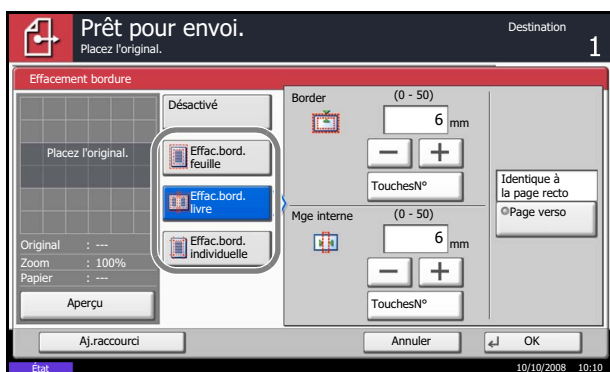 Prêt pour envoi.
Placez l'original.
Destination
1
Effacement bordure
Placez l'original.
Original : ---
Zoom : 100%
Papier : ---
Aperçu
Désactivé
Effac.bord.
feuille
Effac.bord.
livre
Effac.bord.
individuelle
Border (0 - 50)
6 mm
− +
TouchesN°
Mge interne (0 - 50)
6 mm
− +
TouchesN°
Identique à
la page recto
Page verso
Aj.raccourci
Annuler
OK
État
10/10/2008 10:10